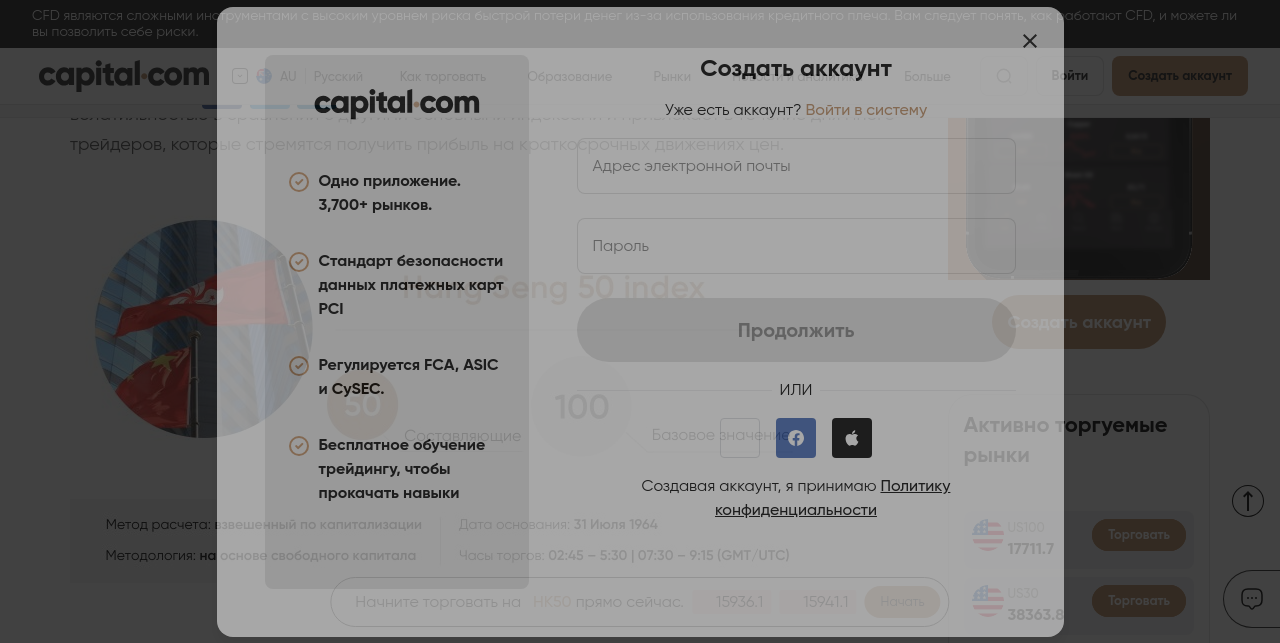 CFD являются сложными инструментами с высоким уровнем риска быстрой потери денег из-за использования кредитного плеча. Вам следует понять, как работают CFD, и можете ли
вы позволить себе риски.
capital.com
AU
Русский
Как торговать
Образование
Рынки
Новости и аналитика
Больше
Войти
Создать аккаунт
трейдеров, которые стремятся получить прибыль на краткосрочных движениях цен.
capital.com
Одно приложение.
3,700+ рынков.
Стандарт безопасности
данных платежных карт
PCI
Регулируется FCA, ASIC
и CySEC.
Бесплатное обучение
трейдингу, чтобы
прокачать навыки
Создать аккаунт
Уже есть аккаунт? Войти в систему
Адрес электронной почты
Пароль
Продолжить
ИЛИ
Создавая аккаунт, я принимаю Политику
конфиденциальности
Hang Seng 50 index
50
Составляющие
100
Базовое значение
Метод расчета: взвешенный по капитализации
Дата основания: 31 Июля 1964
Методология: на основе свободного капитала
Часы торгов: 02:45 – 5:30 | 07:30 – 9:15 (GMT/UTC)
Начните торговать на HK50 прямо сейчас.
15936.1
15941.1
Начать
Создать аккаунт
Активно торгуемые
рынки
US100
17711.7
Торговать
US30
38363.8
Торговать